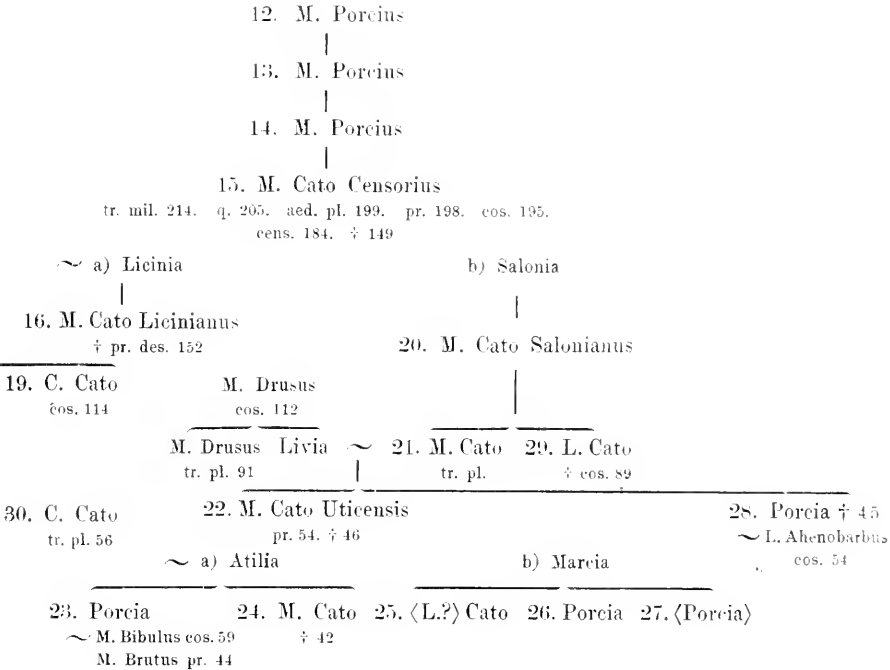 12. M. Porcius
13. M. Porcius
14. M. Porcius
15. M. Cato Censorius
tr. mil. 214. q. 205. aed. pl. 199. pr. 198. cos. 195.
cens. 184. † 149
~ a) Licinia b) Salonia
16. M. Cato Licinianus
† pr. des. 152
20. M. Cato Salonianus
19. C. Cato M. Drusus
cos. 114 cos. 112
M. Drusus Livia ~ 21. M. Cato 29. L. Cato
tr. pl. 91 tr. pl. † cos. 89
30. C. Cato 22. M. Cato Uticensis 28. Porcia † 45
tr. pl. 56 pr. 54. † 46 ~ L. Ahenobarbus
~ a) Atilia b) Marcia cos. 54
23. Porcia 24. M. Cato 25. ⟨L.?⟩ Cato 26. Porcia 27. ⟨Porcia⟩
~ M. Bibulus cos. 59 † 42
M. Brutus pr. 44